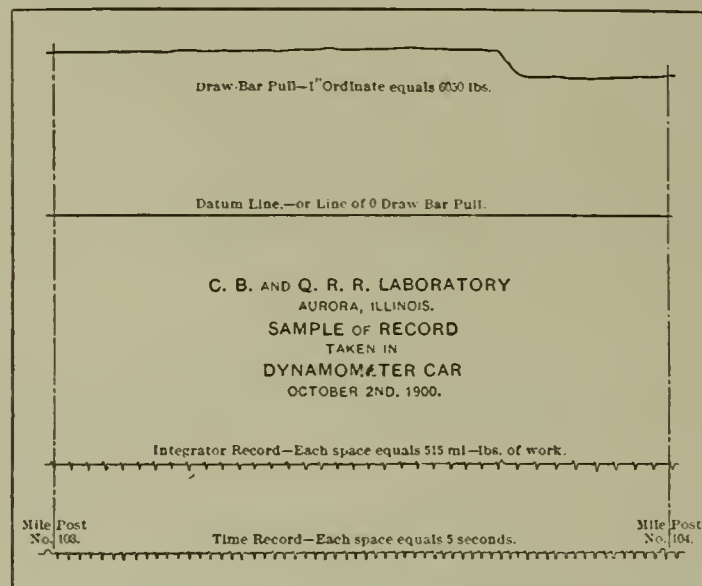 Draw-Bar Pull—1" Ordinate equals 6050 lbs.
Datum Line.—or Line of 0 Draw Bar Pull.
C. B. AND Q. R. R. LABORATORY
AURORA, ILLINOIS.
SAMPLE OF RECORD
TAKEN IN
DYNAMOMETER CAR
OCTOBER 2ND. 1900.
Integrator Record—Each space equals 515 ml—lbs. of work.
Mile Post
No. 103.
Time Record—Each space equals 5 seconds.
Mile Post
No. 104.